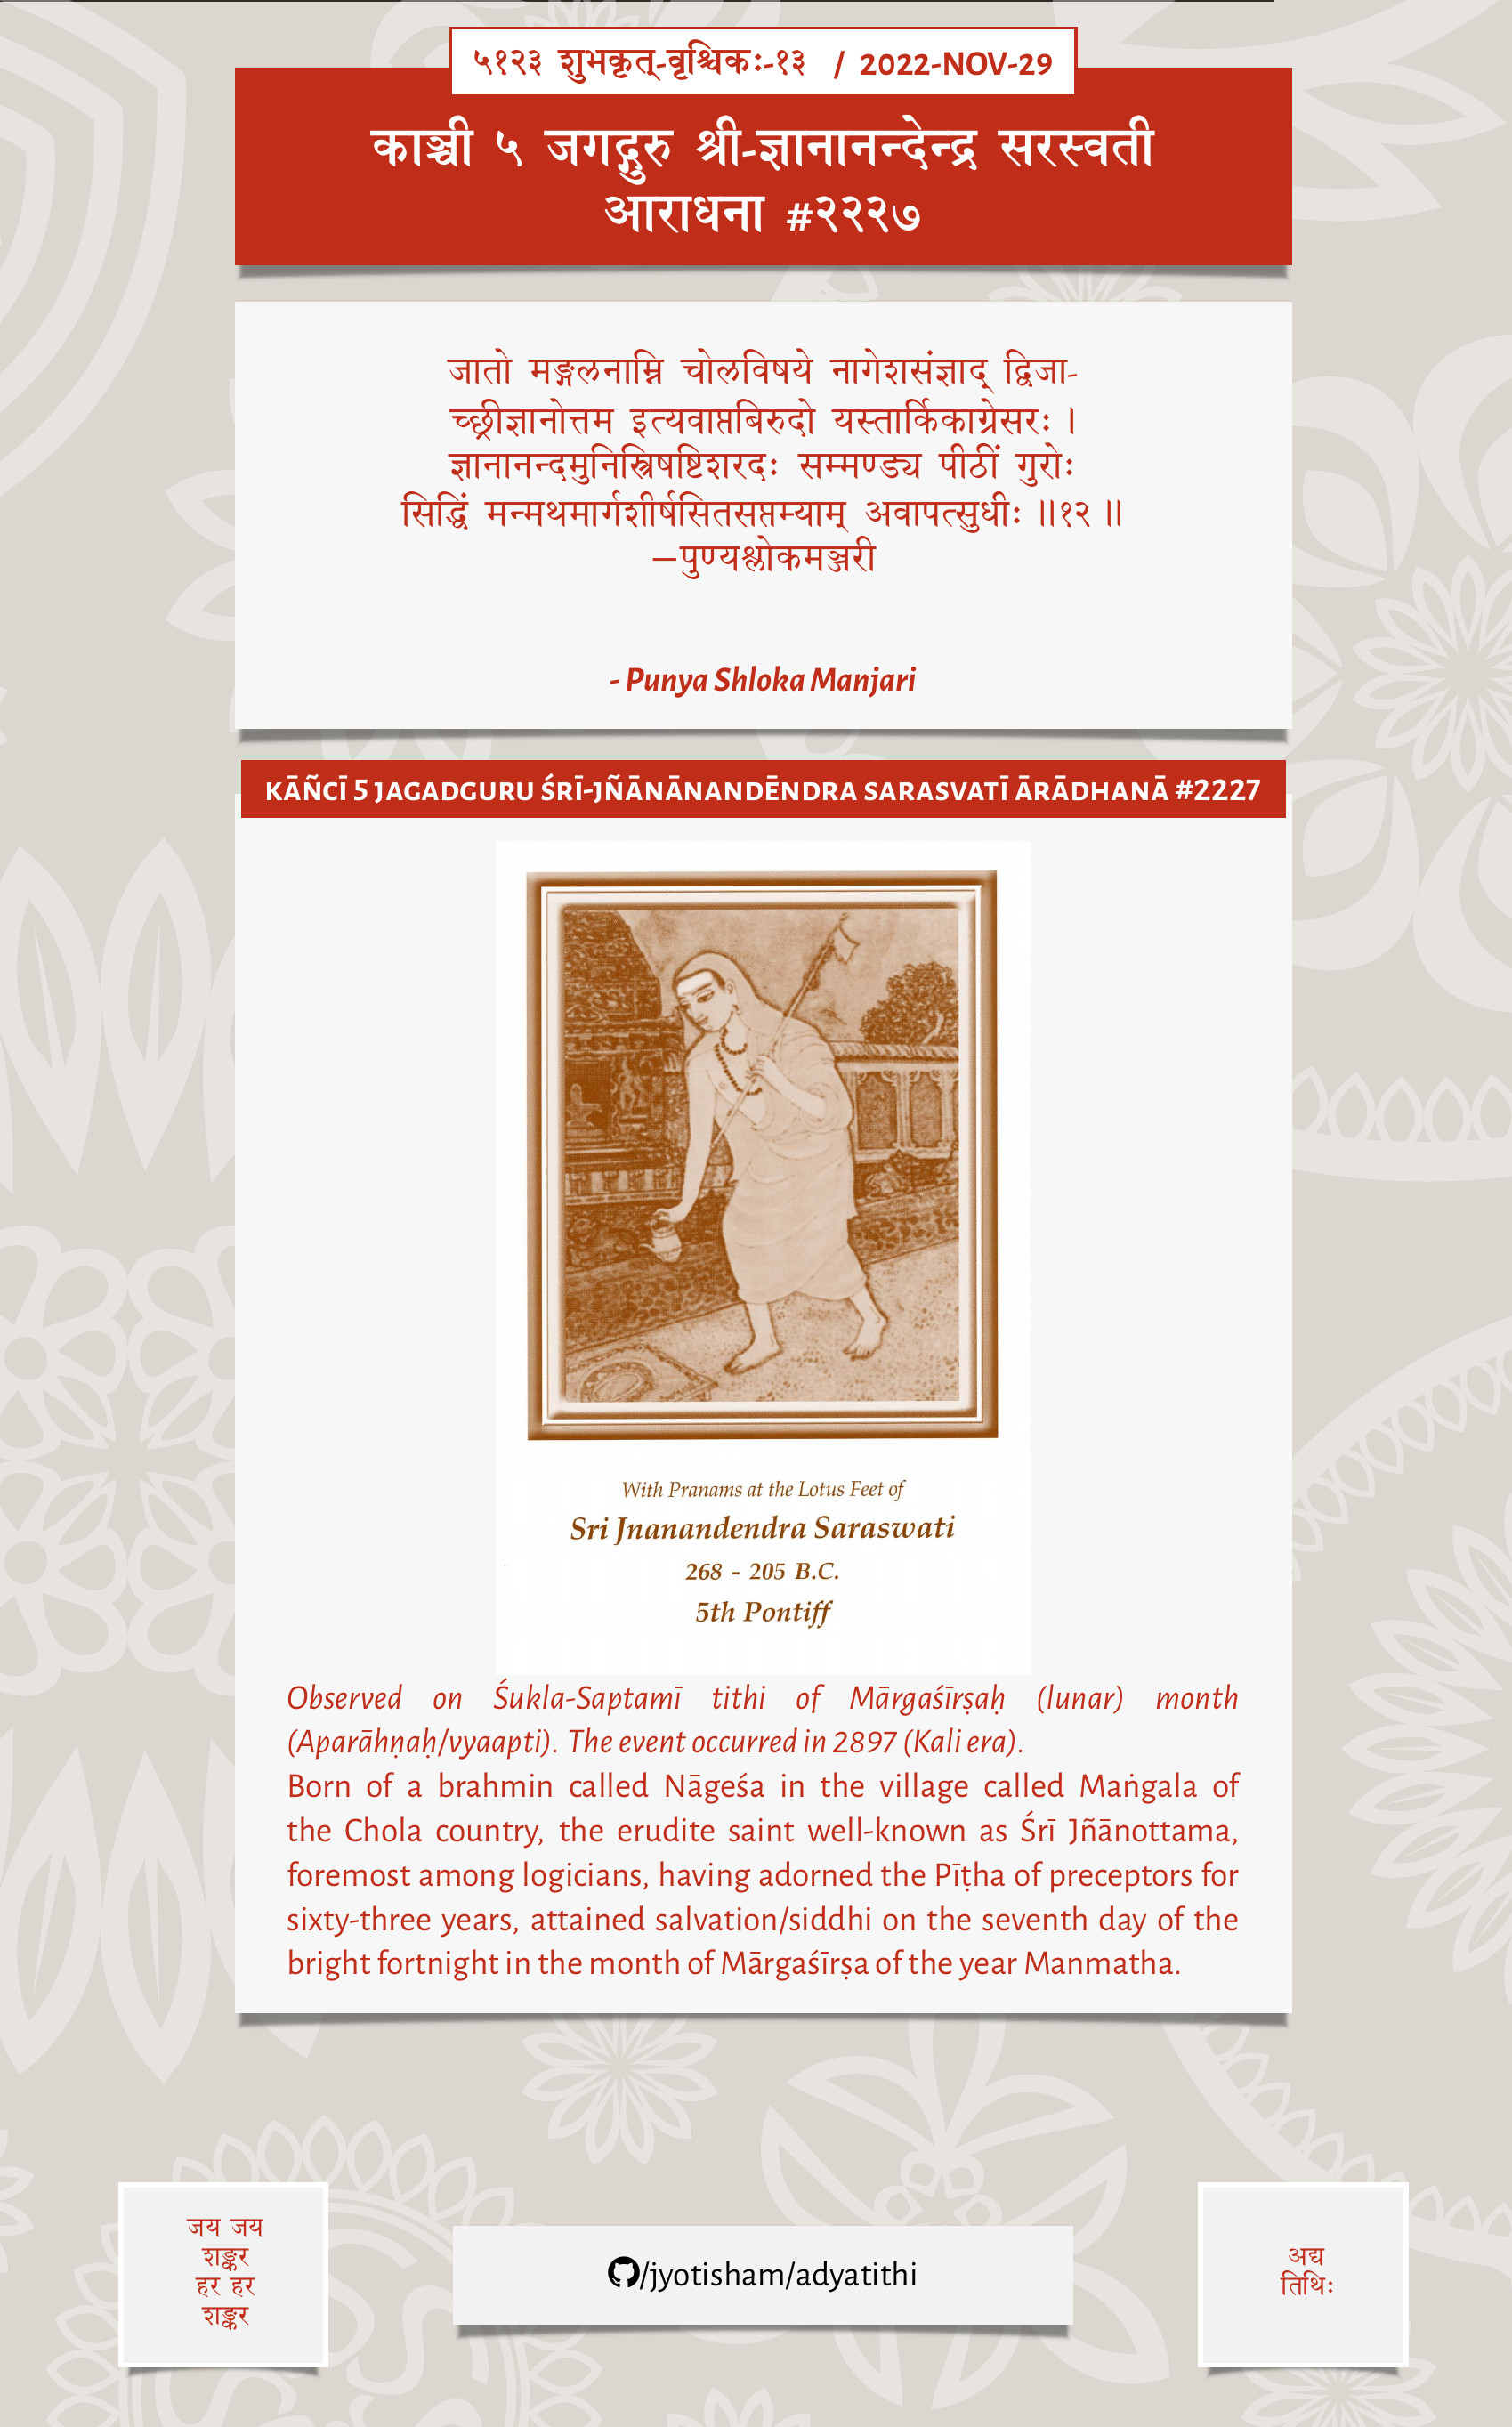 ५१२३ शुभकृत्-वृश्चिकः-१३ / 2022-NOV-29
काञ्ची ५ जगद्गुरु श्री-ज्ञानानन्देन्द्र सरस्वती
आराधना #२२२७
जातो मङ्गलनाम्नि चोलविषये नागेशसंज्ञाद् द्विजा-
च्छ्रीज्ञानोत्तम इत्यवाप्तबिरुदो यस्तार्किकाग्रेसरः ।
ज्ञानानन्दमुनिस्त्रिषष्टिशरदः सम्मण्ड्य पीठीं गुरोः
सिद्धिं मन्मथमार्गशीर्षसितसप्तम्याम् अवापत्सुधीः ॥१२॥
—पुण्यश्लोकमञ्जरी
- Punya Shloka Manjari
KĀÑCĪ 5 JAGADGURU ŚRĪ-JÑĀNĀNANDĒNDRA SARASVATĪ ĀRĀDHANĀ #2227
With Pranams at the Lotus Feet of
Sri Jnanandendra Saraswati
268 - 205 B.C.
5th Pontiff
Observed on Śukla-Saptamī tithi of Mārgaśīrṣaḥ (lunar) month
(Aparāhṇaḥ/vyaapti). The event occurred in 2897 (Kali era).
Born of a brahmin called Nāgeśa in the village called Maṅgala of
the Chola country, the erudite saint well-known as Śrī Jñānottama,
foremost among logicians, having adorned the Pīṭha of preceptors for
sixty-three years, attained salvation/siddhi on the seventh day of the
bright fortnight in the month of Mārgaśīrṣa of the year Manmatha.
जय जय
शङ्कर
हर हर
शङ्कर
/jyotisham/adyatithi
अद्य
तिथिः